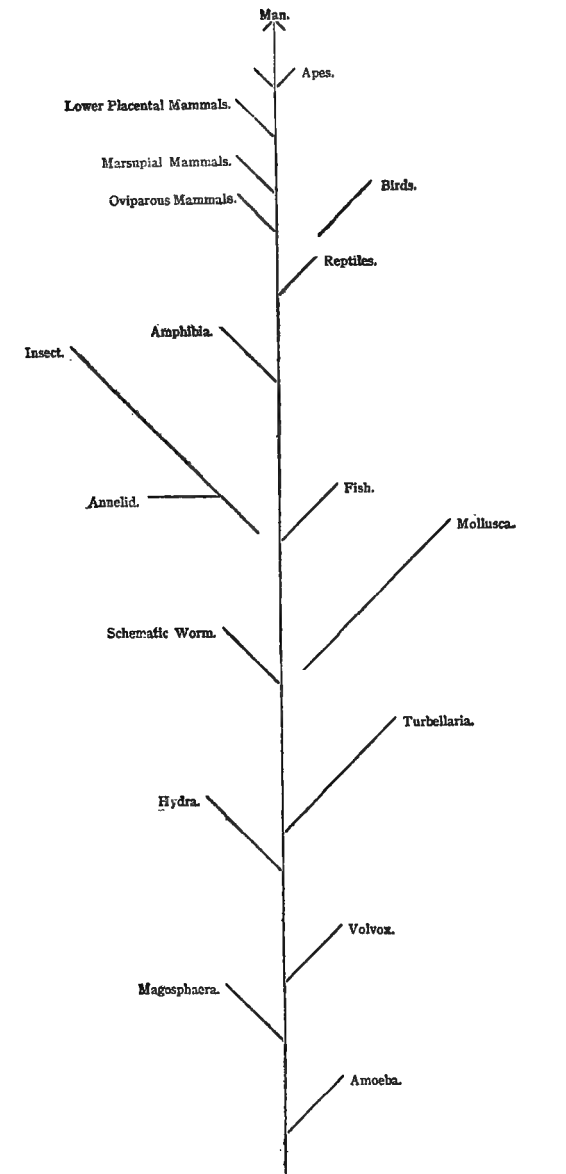 Man.
Apes.
Lower Placental Mammals.
Marsupial Mammals.
Birds.
Oviparous Mammals.
Reptiles.
Amphibia.
Insect.
Fish.
Annelid.
Mollusca.
Schematic Worm.
Turbellaria.
Hydra.
Volvox.
Magosphaera.
Amoeba.